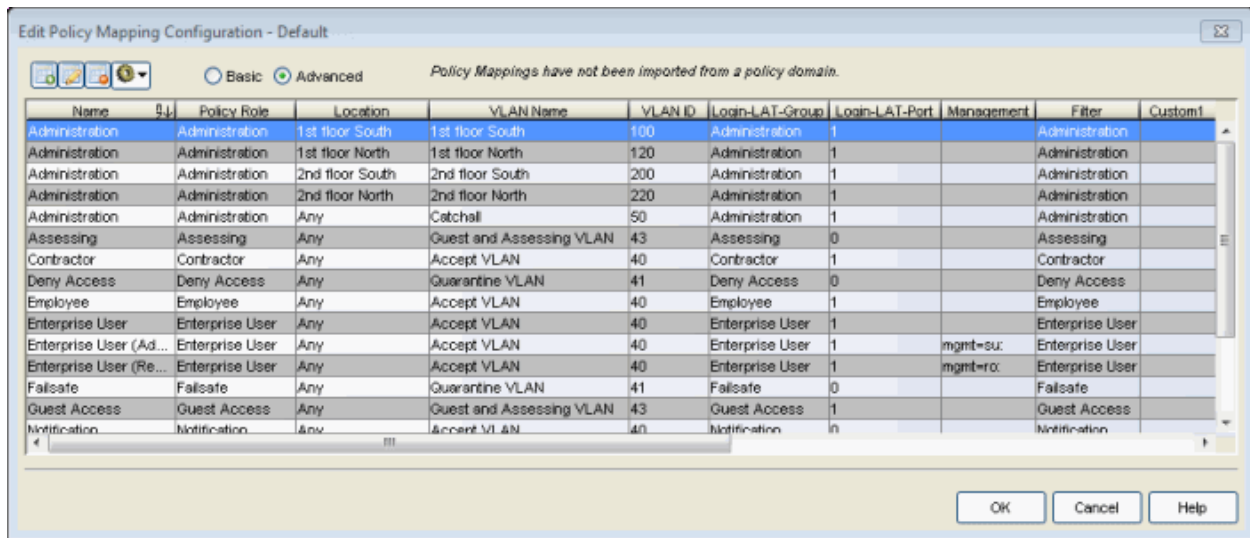 Edit Policy Mapping Configuration - Default
Basic Advanced Policy Mappings have not been imported from a policy domain.
Name Policy Role Location VLAN Name VLAN ID Login-LAT-Group Login-LAT-Port Management Filter Custom1
Administration Administration 1st floor South 1st floor South 100 Administration 1 Administration
Administration Administration 1st floor North 1st floor North 120 Administration 1 Administration
Administration Administration 2nd floor South 2nd floor South 200 Administration 1 Administration
Administration Administration 2nd floor North 2nd floor North 220 Administration 1 Administration
Administration Administration Any Catchall 50 Administration 1 Administration
Assessing Assessing Any Guest and Assessing VLAN 43 Assessing 0 Assessing
Contractor Contractor Any Accept VLAN 40 Contractor 1 Contractor
Deny Access Deny Access Any Quarantine VLAN 41 Deny Access 0 Deny Access
Employee Employee Any Accept VLAN 40 Employee 1 Employee
Enterprise User Enterprise User Any Accept VLAN 40 Enterprise User 1 Enterprise User
Enterprise User (Ad... Enterprise User Any Accept VLAN 40 Enterprise User 1 mgmt=su: Enterprise User
Enterprise User (Re... Enterprise User Any Accept VLAN 40 Enterprise User 1 mgmt=ro: Enterprise User
Failsafe Failsafe Any Quarantine VLAN 41 Failsafe 0 Failsafe
Guest Access Guest Access Any Guest and Assessing VLAN 43 Guest Access 1 Guest Access
Notification Notification Any Accept VLAN 40 Notification 0 Notification
OK Cancel Help